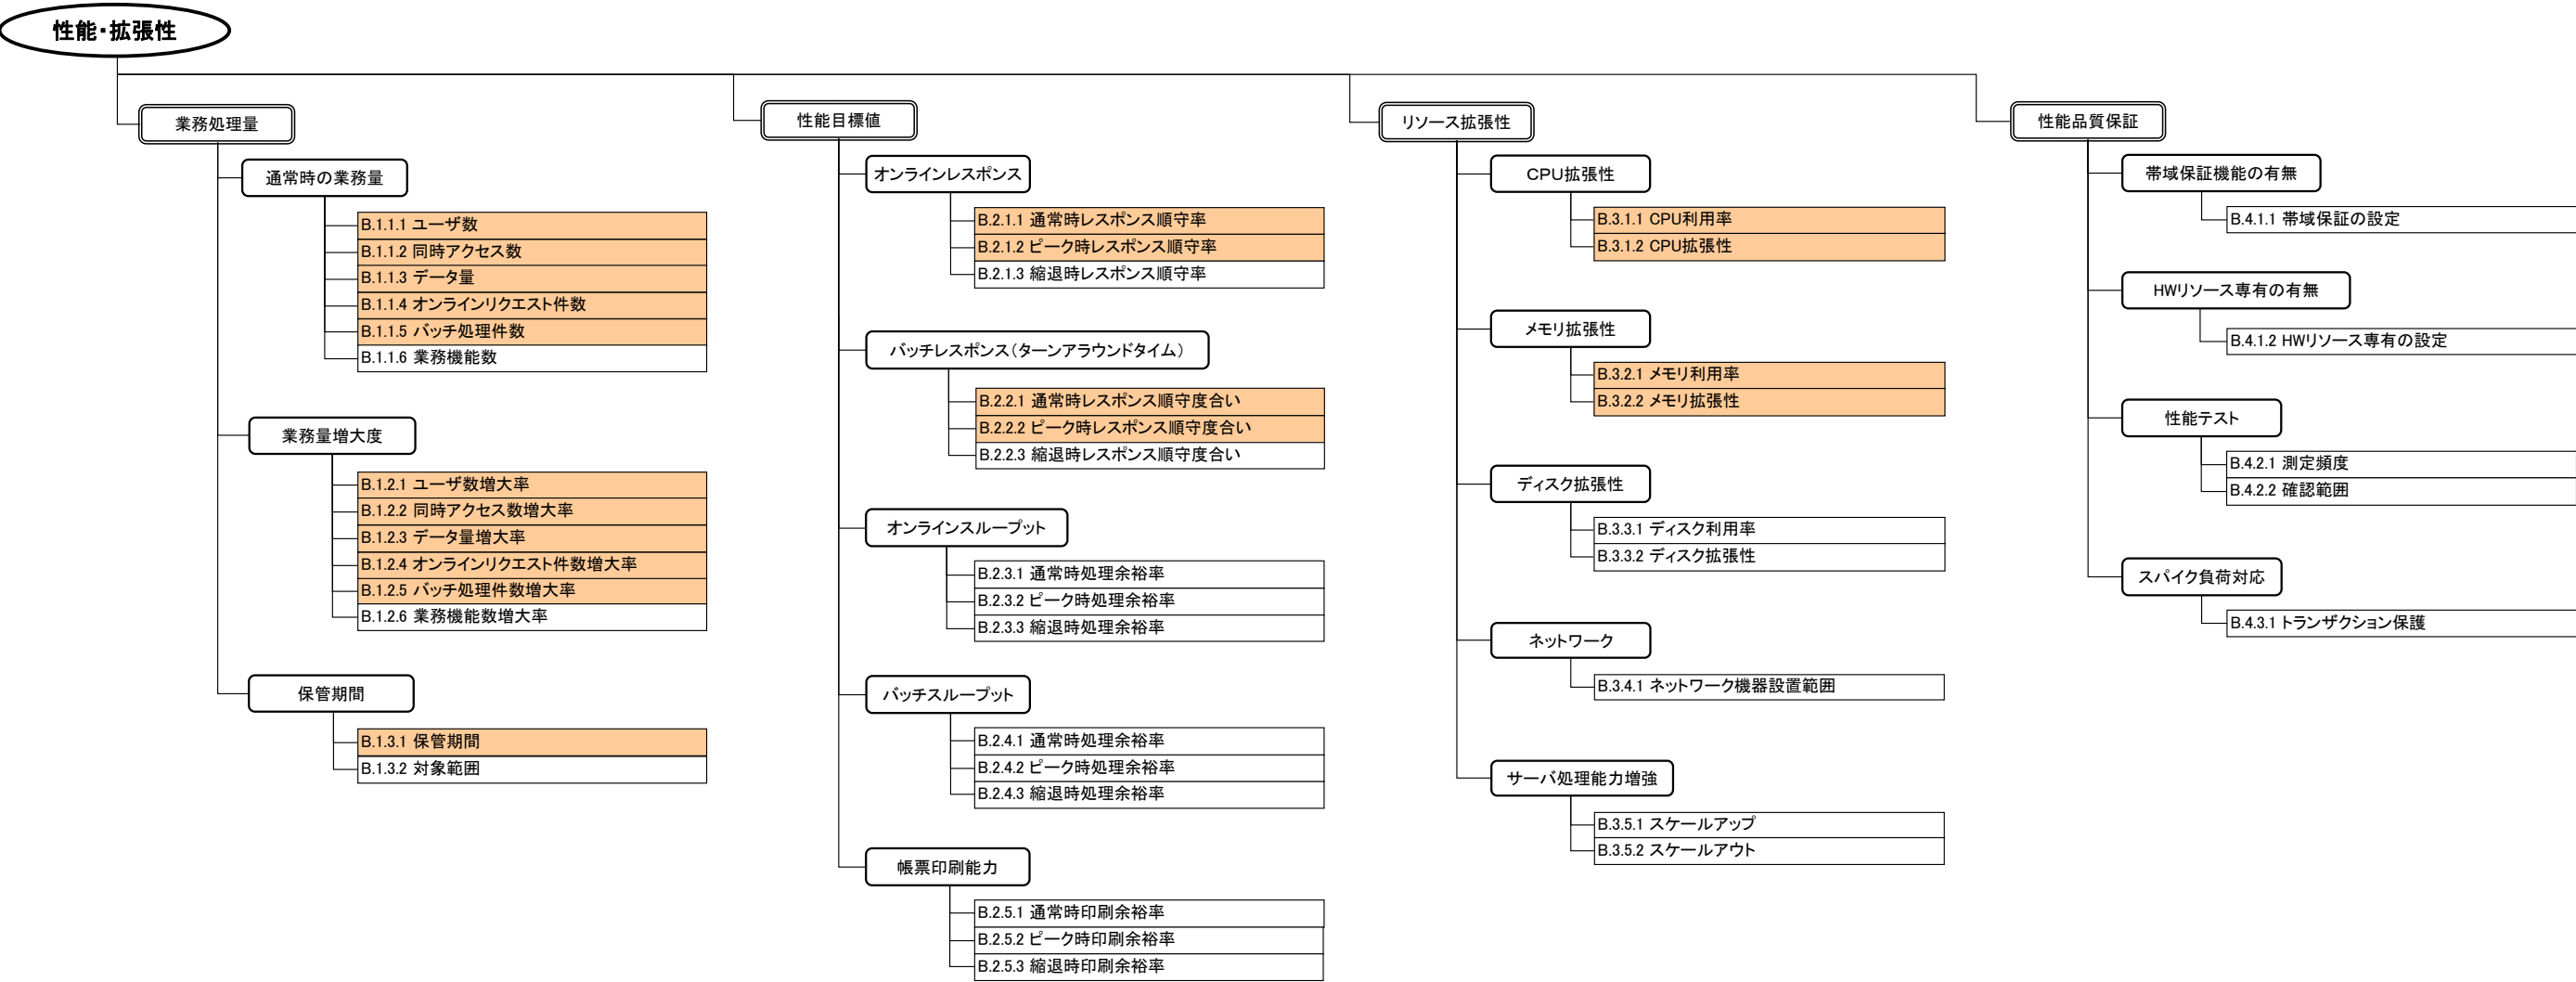 性能・拡張性
業務処理量
通常時の業務量
B.1.1.1 ユーザ数
B.1.1.2 同時アクセス数
B.1.1.3 データ量
B.1.1.4 オンラインリクエスト件数
B.1.1.5 バッチ処理件数
B.1.1.6 業務機能数
業務量増大度
B.1.2.1 ユーザ数増大率
B.1.2.2 同時アクセス数増大率
B.1.2.3 データ量増大率
B.1.2.4 オンラインリクエスト件数増大率
B.1.2.5 バッチ処理件数増大率
B.1.2.6 業務機能数増大率
保管期間
B.1.3.1 保管期間
B.1.3.2 対象範囲
性能目標値
オンラインレスポンス
B.2.1.1 通常時レスポンス順守率
B.2.1.2 ピーク時レスポンス順守率
B.2.1.3 縮退時レスポンス順守率
バッチレスポンス（ターンアラウンドタイム）
B.2.2.1 通常時レスポンス順守度合い
B.2.2.2 ピーク時レスポンス順守度合い
B.2.2.3 縮退時レスポンス順守度合い
オンラインスループット
B.2.3.1 通常時処理余裕率
B.2.3.2 ピーク時処理余裕率
B.2.3.3 縮退時処理余裕率
バッチスループット
B.2.4.1 通常時処理余裕率
B.2.4.2 ピーク時処理余裕率
B.2.4.3 縮退時処理余裕率
帳票印刷能力
B.2.5.1 通常時印刷余裕率
B.2.5.2 ピーク時印刷余裕率
B.2.5.3 縮退時印刷余裕率
リソース拡張性
CPU拡張性
B.3.1.1 CPU利用率
B.3.1.2 CPU拡張性
メモリ拡張性
B.3.2.1 メモリ利用率
B.3.2.2 メモリ拡張性
ディスク拡張性
B.3.3.1 ディスク利用率
B.3.3.2 ディスク拡張性
ネットワーク
B.3.4.1 ネットワーク機器設置範囲
サーバ処理能力増強
B.3.5.1 スケールアップ
B.3.5.2 スケールアウト
性能品質保証
帯域保証機能の有無
B.4.1.1 帯域保証の設定
HWリソース専有の有無
B.4.1.2 HWリソース専有の設定
性能テスト
B.4.2.1 測定頻度
B.4.2.2 確認範囲
スパイク負荷対応
B.4.3.1 トランザクション保護